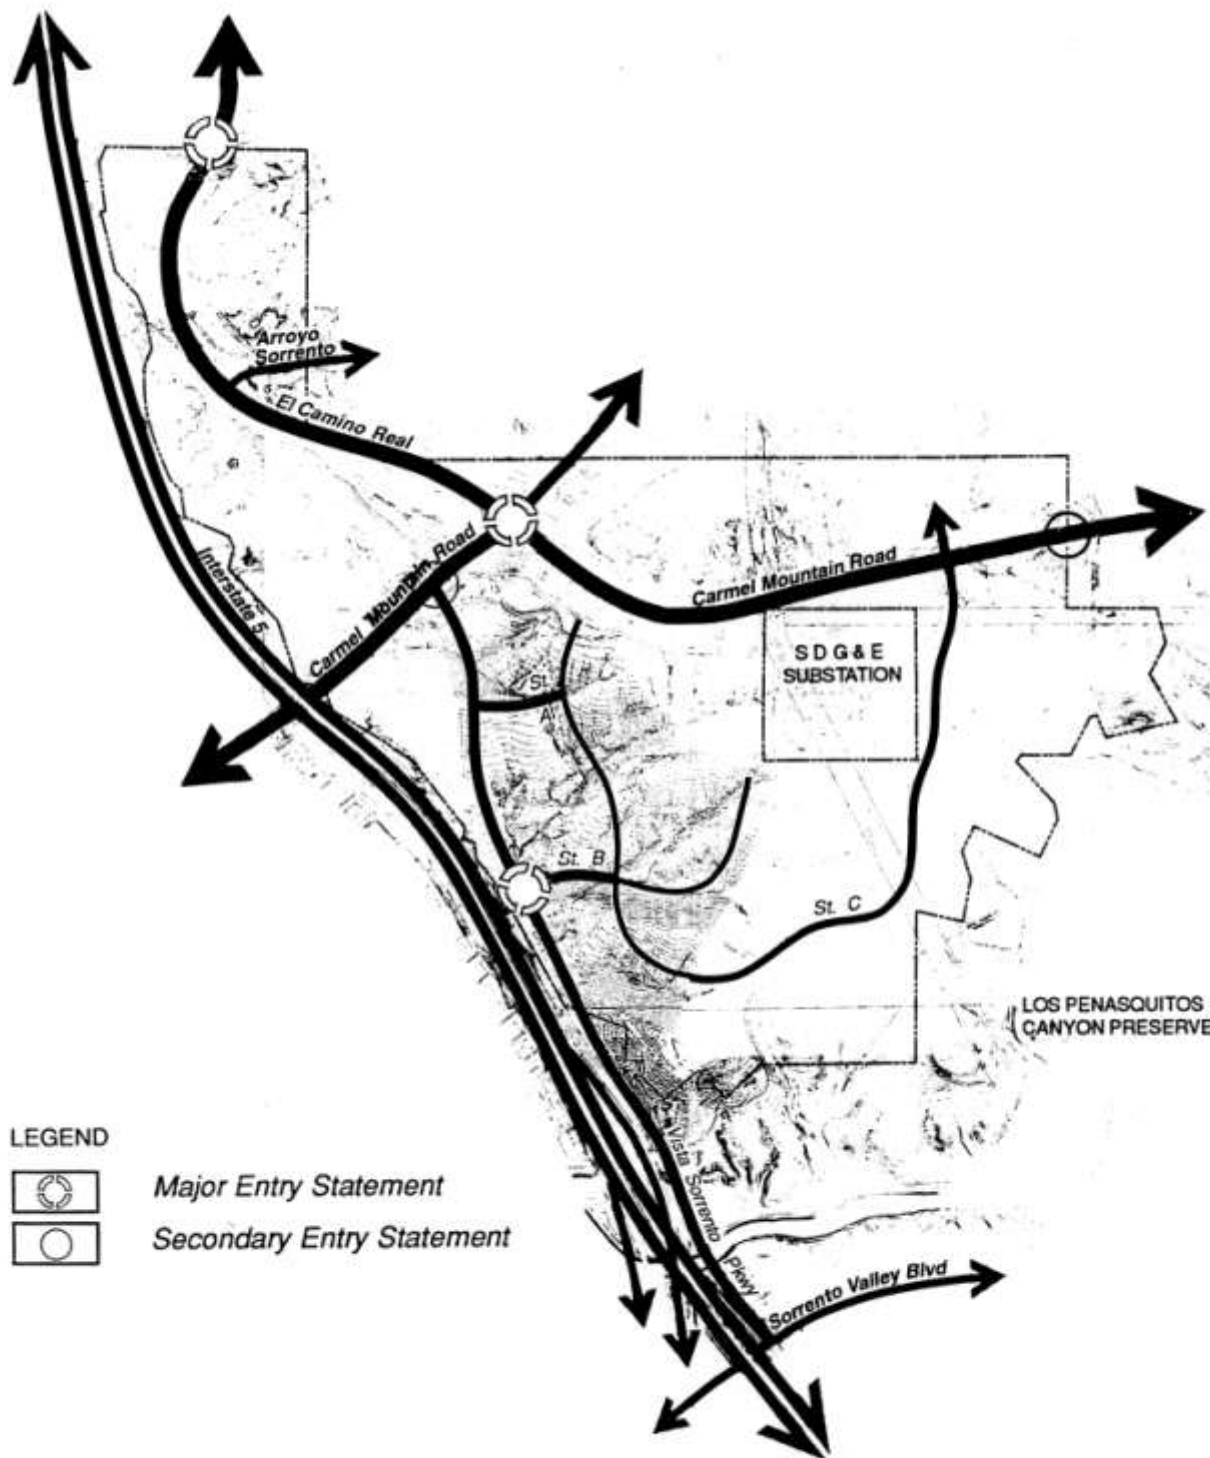 Arroyo
Sorrento
El Camino Real
Carmel Mountain Road
Interstate 5
Carmel Mountain Road
S D G & E
SUBSTATION
St.
A
St. B
St. C
LOS PENASQUITOS
CANYON PRESERVE
Vista Sorrento Pkwy
Sorrento Valley Blvd
LEGEND
Major Entry Statement
Secondary Entry Statement